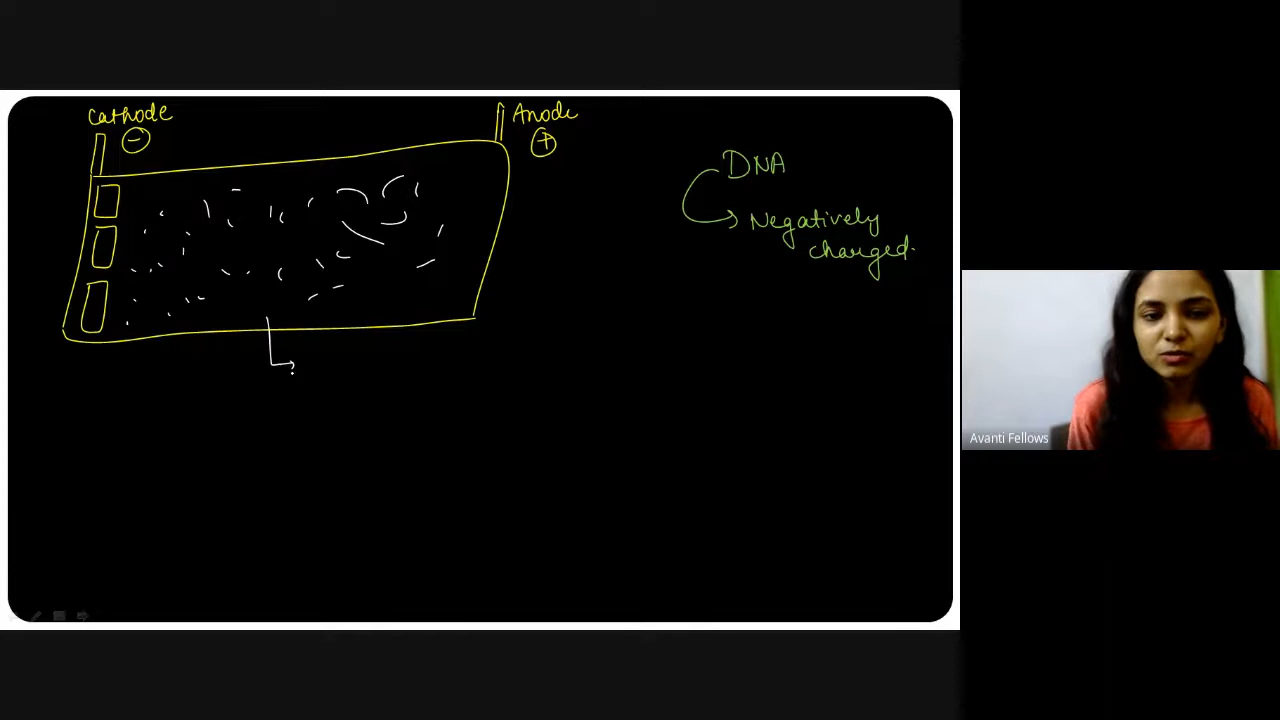 Cathode
−
Anode
+
DNA
Negatively
charged.
Avanti Fellows